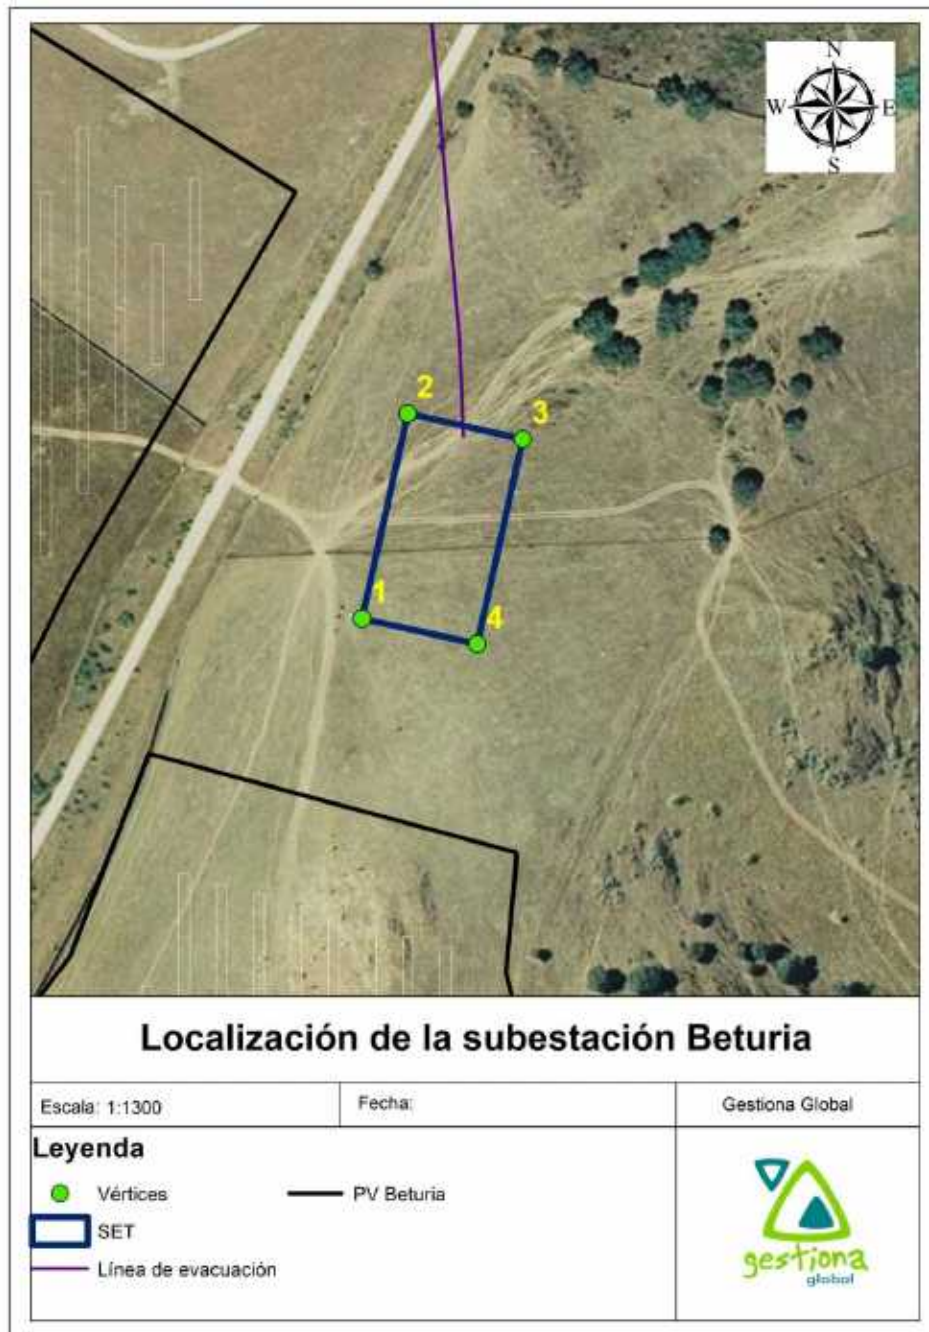 N
W E
S
2
3
1
4
Localización de la subestación Beturia
Escala: 1:1300
Fecha:
Gestiona Global
Leyenda
Vértices
PV Beturia
SET
Línea de evacuación
gestiona
global